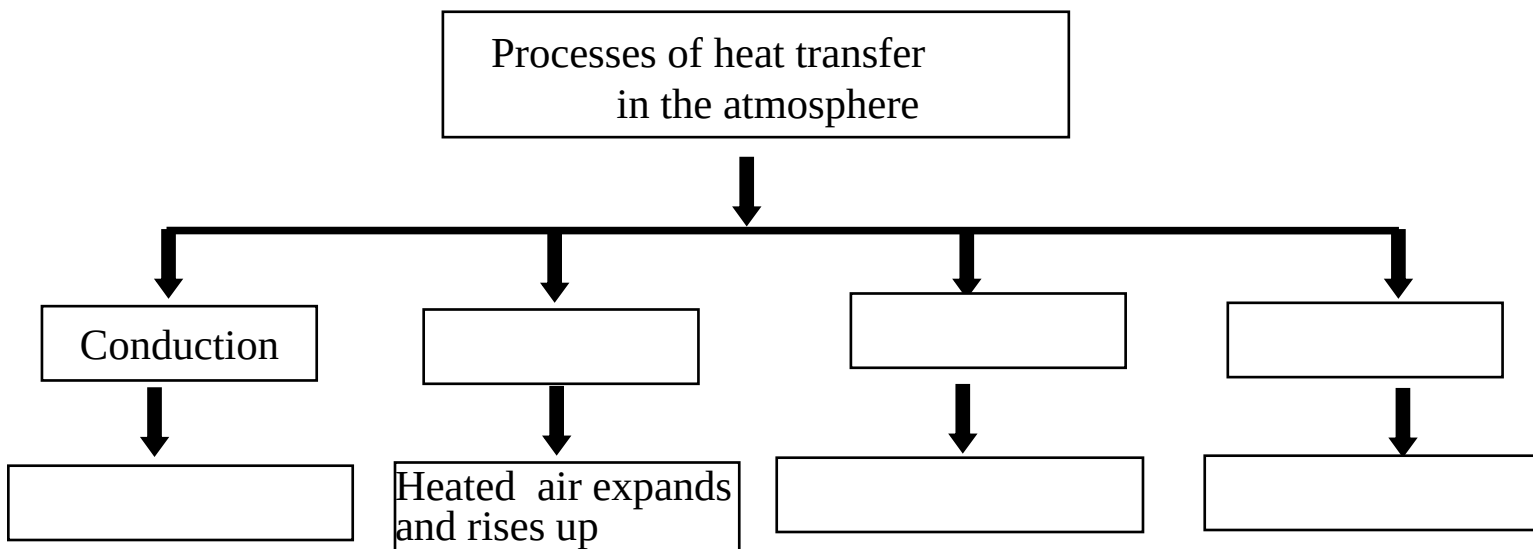 Processes of heat transfer
in the atmosphere
Conduction
Heated air expands
and rises up